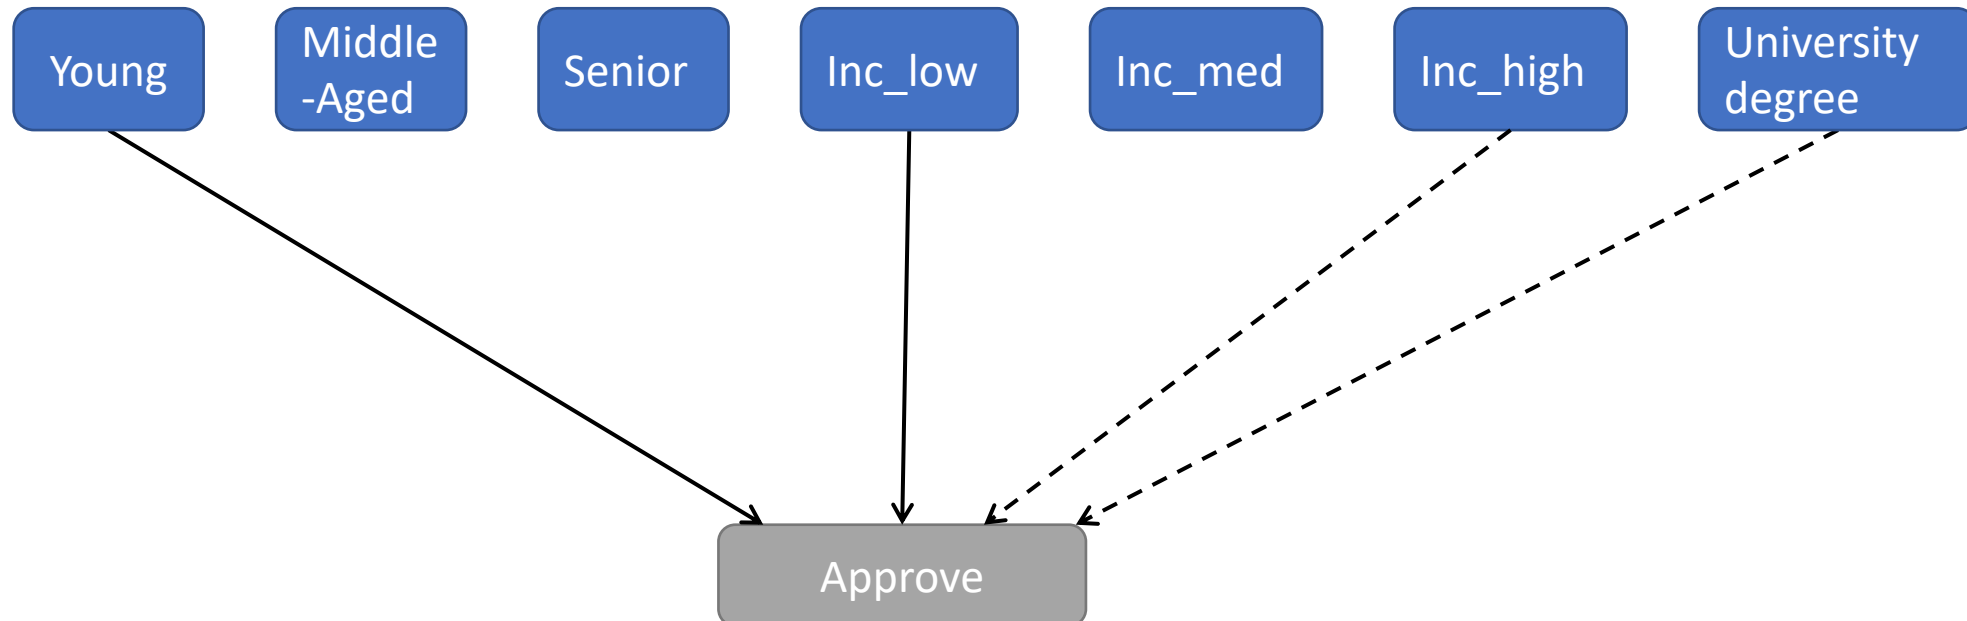 Young
Middle
-Aged
Senior
Inc_low
Inc_med
Inc_high
University
degree
Approve